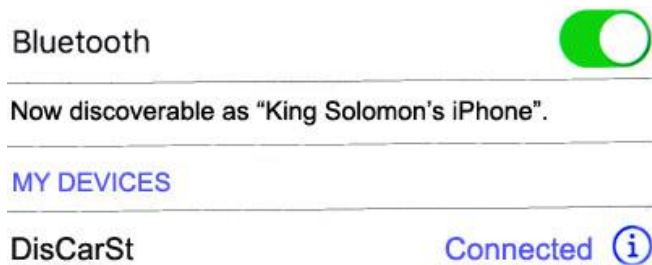 Bluetooth
Now discoverable as “King Solomon’s iPhone”.
MY DEVICES
DisCarSt Connected i